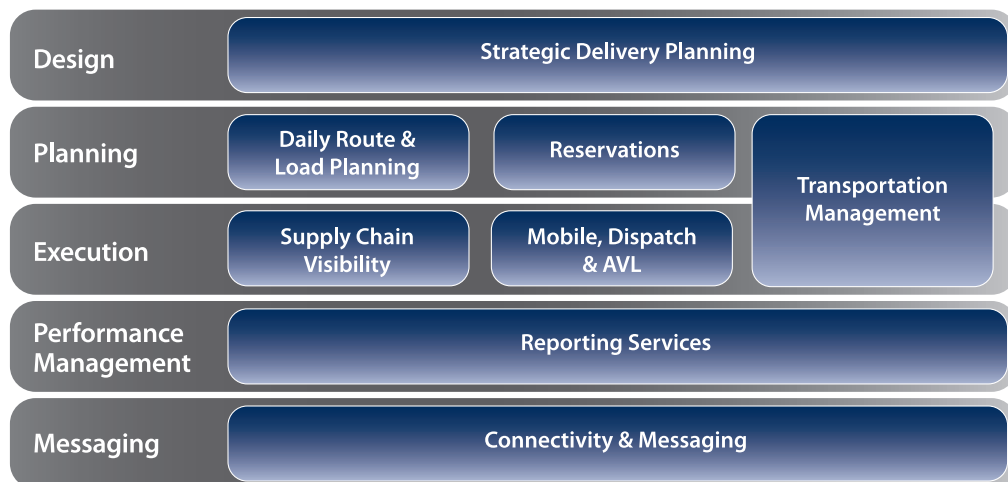 Design
Strategic Delivery Planning
Planning
Daily Route &
Load Planning
Reservations
Transportation
Management
Execution
Supply Chain
Visibility
Mobile, Dispatch
& AVL
Performance
Management
Reporting Services
Messaging
Connectivity & Messaging